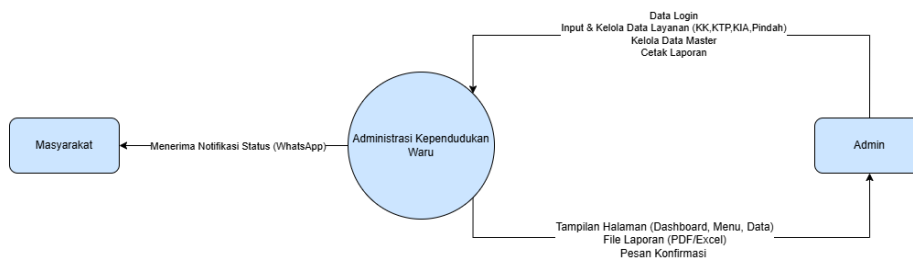 Data Login
Input & Kelola Data Layanan (KK,KTP,KIA,Pindah)
Kelola Data Master
Cetak Laporan
Masyarakat
Menerima Notifikasi Status (WhatsApp)
Administrasi Kependudukan
Waru
Admin
Tampilan Halaman (Dashboard, Menu, Data)
File Laporan (PDF/Excel)
Pesan Konfirmasi